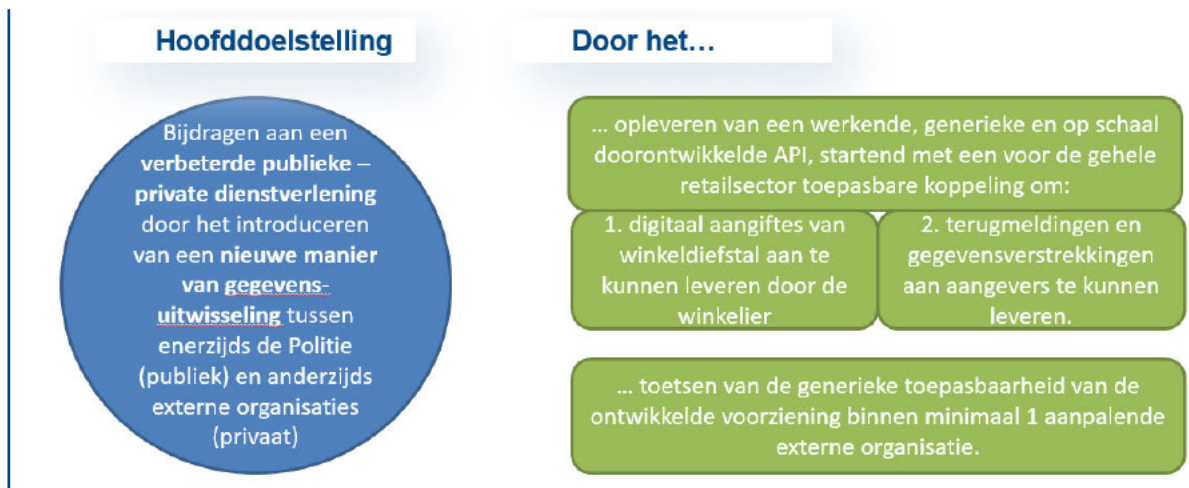 Hoofddoelstelling
Door het...
Bijdragen aan een
verbeterde publieke –
private dienstverlening
door het introduceren
van een nieuwe manier
van gegevens-
uitwisseling tussen
enerzijds de Politie
(publiek) en anderzijds
externe organisaties
(privaat)
... opleveren van een werkende, generieke en op schaal
doorontwikkelde API, startend met een voor de gehele
retailsector toepasbare koppeling om:
1. digitaal aangiftes van
winkeldiefstal aan te
kunnen leveren door de
winkelier
2. terugmeldingen en
gegevensverstrekkingen
aan aangevers te kunnen
leveren.
... toetsen van de generieke toepasbaarheid van de
ontwikkelde voorziening binnen minimaal 1 aanpalende
externe organisatie.